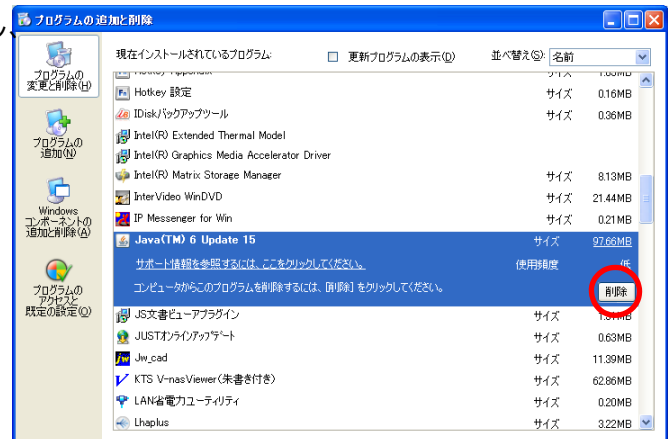 プログラムの追加と削除
プログラムの
変更と削除(H)
プログラムの
追加(N)
Windows
コンポーネントの
追加と削除(A)
プログラムの
アクセスと
既定の設定(O)
現在インストールされているプログラム:
更新プログラムの表示(D)
並べ替え(S): 名前
Hotkey 設定 サイズ 0.16MB
IDiskバックアップツール サイズ 0.36MB
Intel(R) Extended Thermal Model
Intel(R) Graphics Media Accelerator Driver
Intel(R) Matrix Storage Manager サイズ 8.13MB
InterVideo WinDVD サイズ 21.44MB
IP Messenger for Win サイズ 0.21MB
Java(TM) 6 Update 15 サイズ 97.66MB
サポート情報を参照するには、ここをクリックしてください。 使用頻度 低
コンピュータからこのプログラムを削除するには、[削除] をクリックしてください。 削除
JS文書ビューアプラグイン サイズ
JUSTオンラインアップデート サイズ 0.63MB
Jw_cad サイズ 11.39MB
KTS V-nasViewer(朱書き付き) サイズ 62.86MB
LAN省電力ユーティリティ サイズ 0.20MB
Lhaplus サイズ 3.22MB